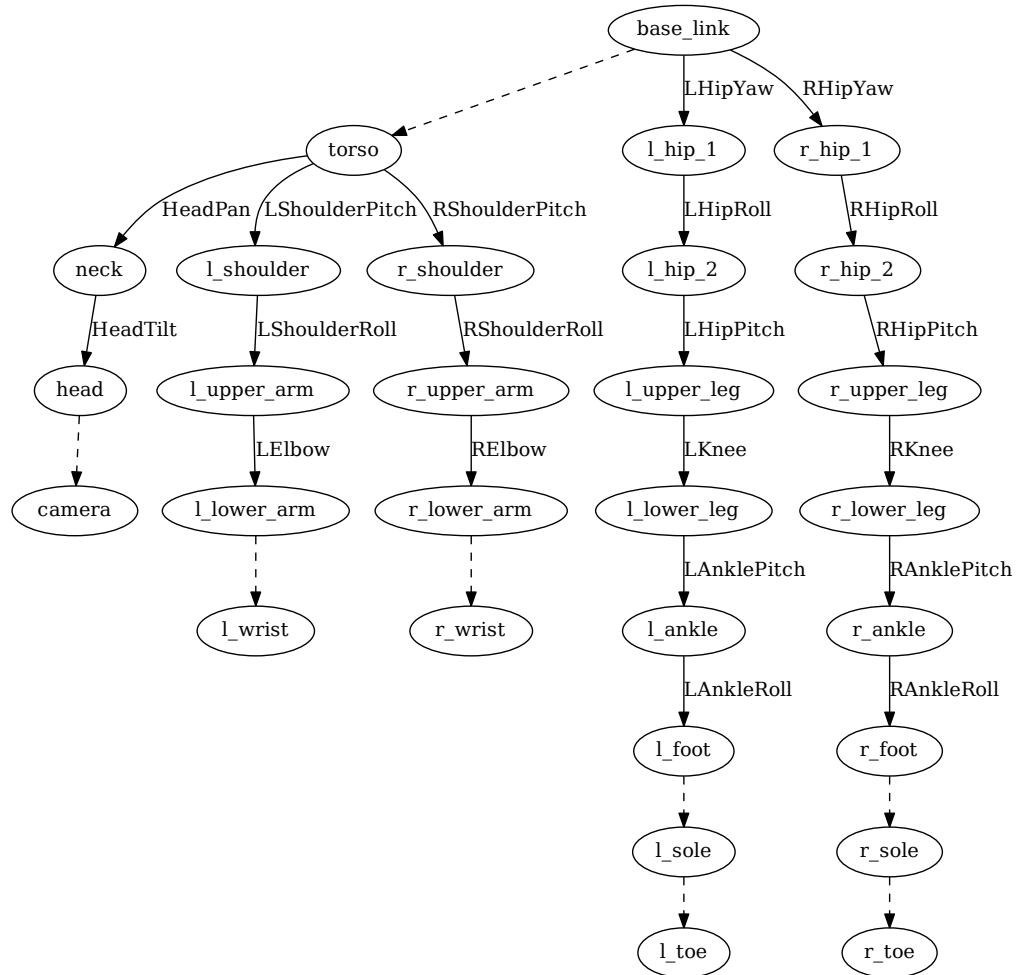 base_link
LHipYaw RHipYaw
torso l_hip_1 r_hip_1
HeadPan LShoulderPitch RShoulderPitch LHipRoll RHipRoll
neck l_shoulder r_shoulder l_hip_2 r_hip_2
HeadTilt LShoulderRoll RShoulderRoll LHipPitch RHipPitch
head l_upper_arm r_upper_arm l_upper_leg r_upper_leg
LElbow RElbow LKnee RKnee
camera l_lower_arm r_lower_arm l_lower_leg r_lower_leg
LAnklePitch RAnklePitch
l_wrist r_wrist l_ankle r_ankle
LAnkleRoll RAnkleRoll
l_foot r_foot
l_sole r_sole
l_toe r_toe